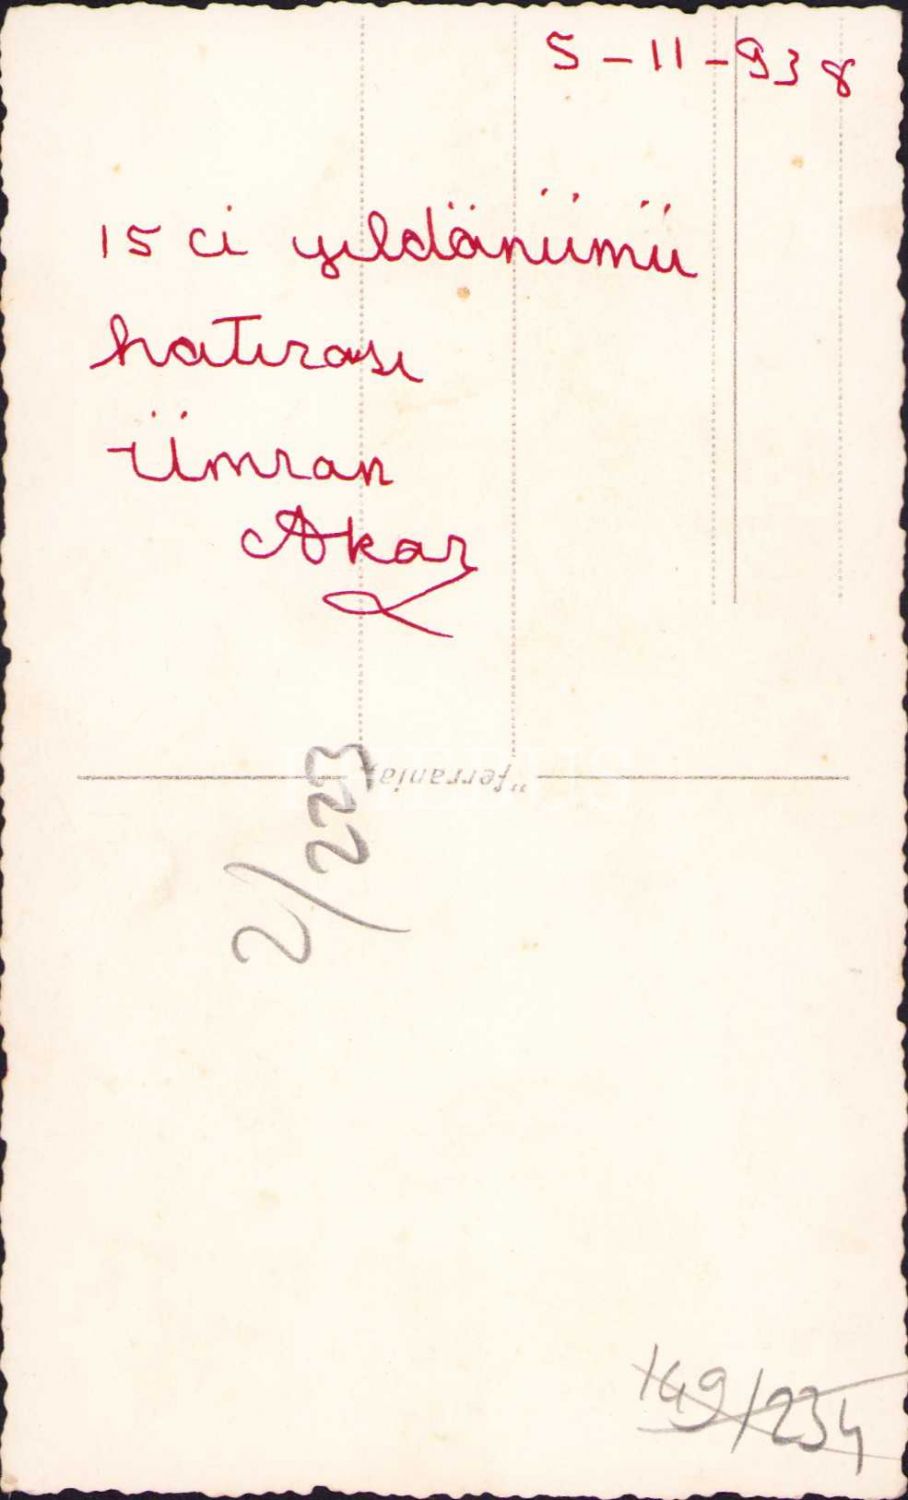 5-11-938
15 ci yıldönümü
hatırası
Ümran
Akar
"ferrania"
2/223
149/234